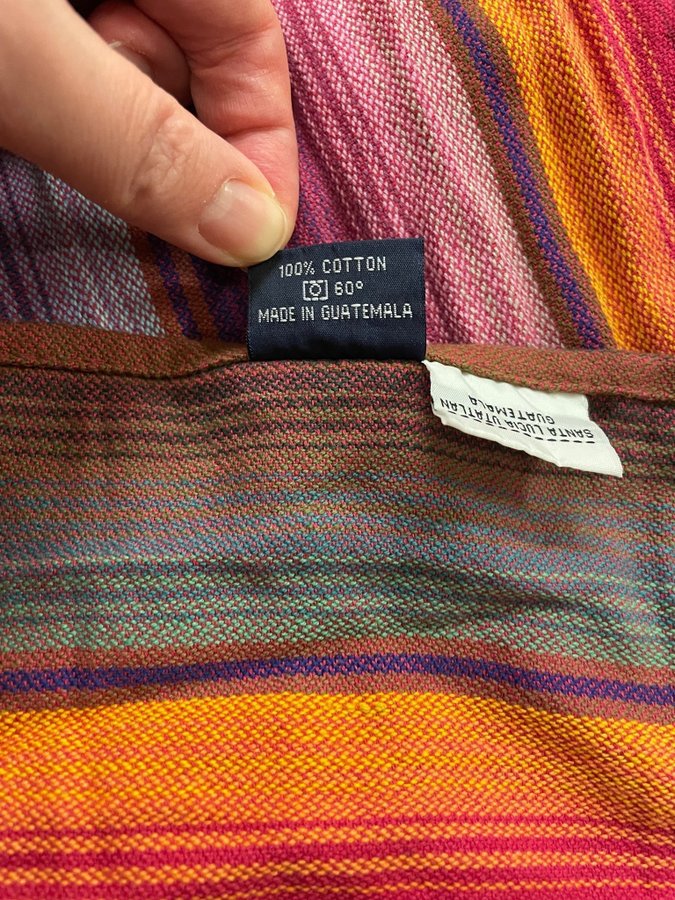 100% COTTON
60°
MADE IN GUATEMALA
SANTA LUCIA UTATLAN
GUATEMALA